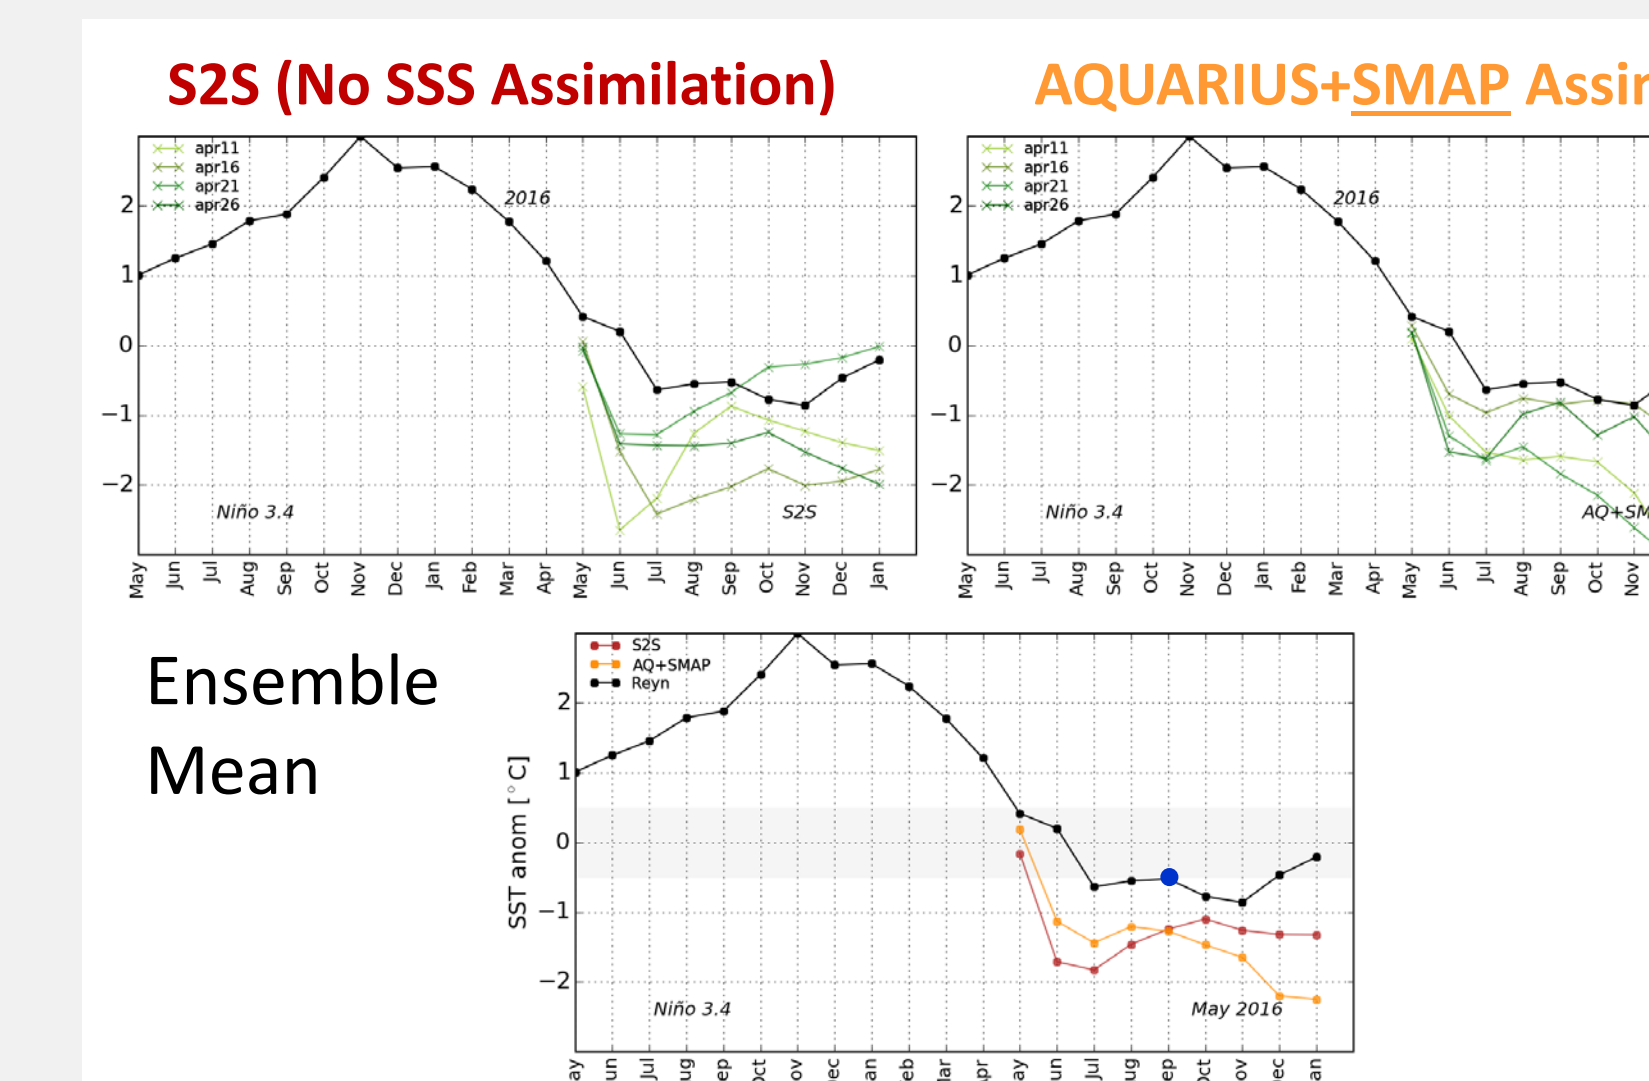 S2S (No SSS Assimilation)
AQUARIUS+SMAP Assim
apr11
apr16
apr21
apr26
2016
2
1
0
−1
−2
Niño 3.4
S2S
May Jun Jul Aug Sep Oct Nov Dec Jan Feb Mar Apr May Jun Jul Aug Sep Oct Nov Dec Jan
apr11
apr16
apr21
apr26
2016
2
1
0
−1
−2
Niño 3.4
AQ+SM
May Jun Jul Aug Sep Oct Nov Dec Jan Feb Mar Apr May Jun Jul Aug Sep Oct Nov
Ensemble
Mean
S2S
AQ+SMAP
Reyn
SST anom [°C]
2
1
0
−1
−2
Niño 3.4
May 2016
ay un Jul ug ep oct ov ec an eb ar pr ay un Jul ug ep oct ov ec an